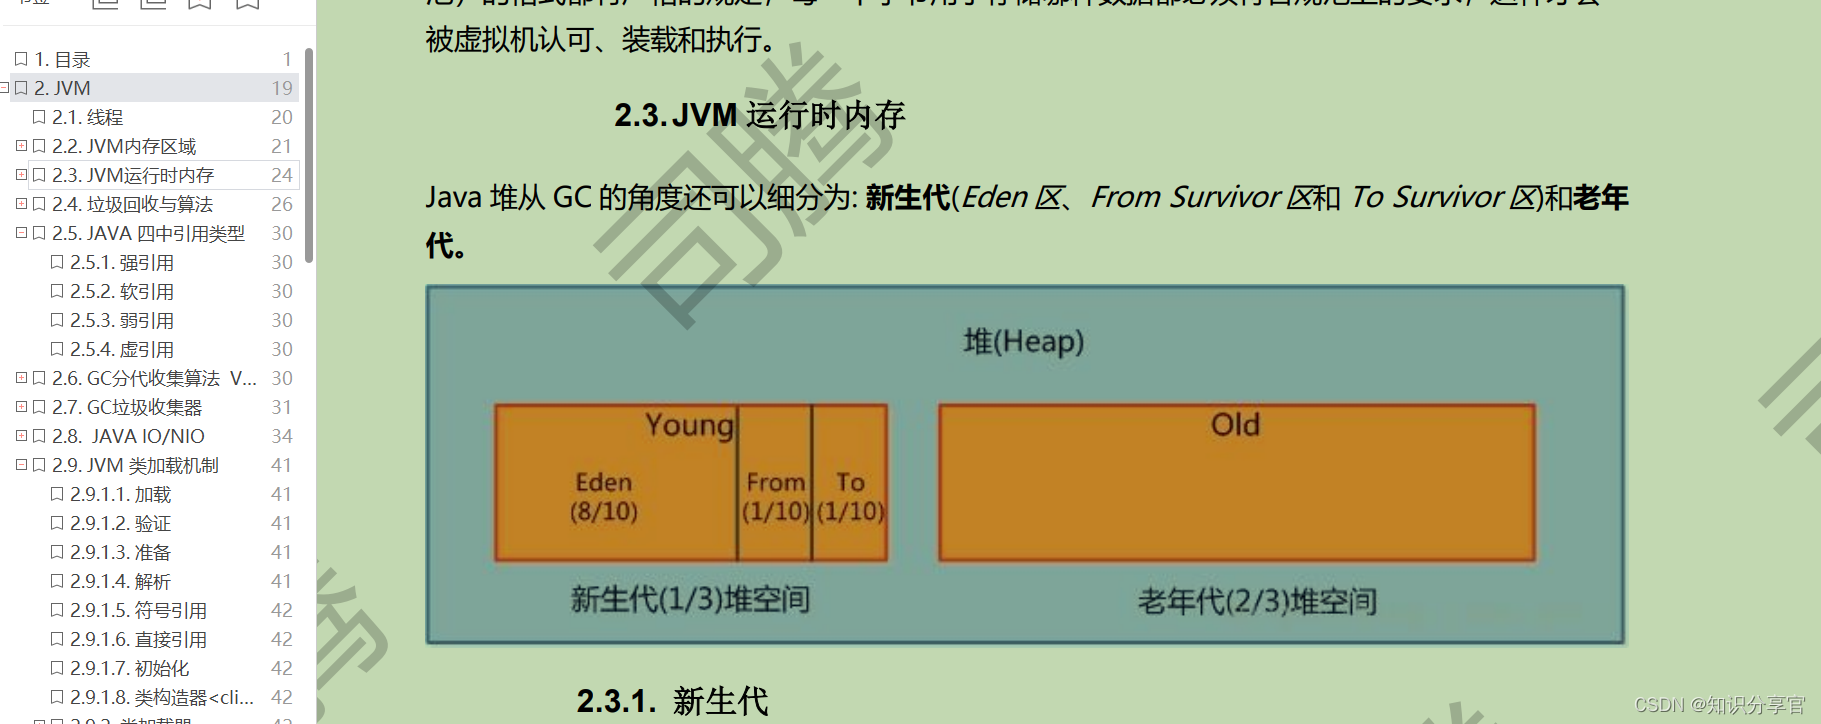 1. 目录 1
2. JVM 19
2.1. 线程 20
2.2. JVM内存区域 21
2.3. JVM运行时内存 24
2.4. 垃圾回收与算法 26
2.5. JAVA 四中引用类型 30
2.5.1. 强引用 30
2.5.2. 软引用 30
2.5.3. 弱引用 30
2.5.4. 虚引用 30
2.6. GC分代收集算法 V... 30
2.7. GC垃圾收集器 31
2.8. JAVA IO/NIO 34
2.9. JVM 类加载机制 41
2.9.1.1. 加载 41
2.9.1.2. 验证 41
2.9.1.3. 准备 41
2.9.1.4. 解析 41
2.9.1.5. 符号引用 42
2.9.1.6. 直接引用 42
2.9.1.7. 初始化 42
2.9.1.8. 类构造器<cli... 42
被虚拟机认可、装载和执行。
2.3. JVM 运行时内存
Java 堆从 GC 的角度还可以细分为: 新生代(Eden 区、From Survivor 区和 To Survivor 区)和老年
代。
堆(Heap)
Young
Old
Eden
(8/10)
From
(1/10)
To
(1/10)
新生代(1/3)堆空间
老年代(2/3)堆空间
2.3.1. 新生代
司腾
CSDN @知识分享官